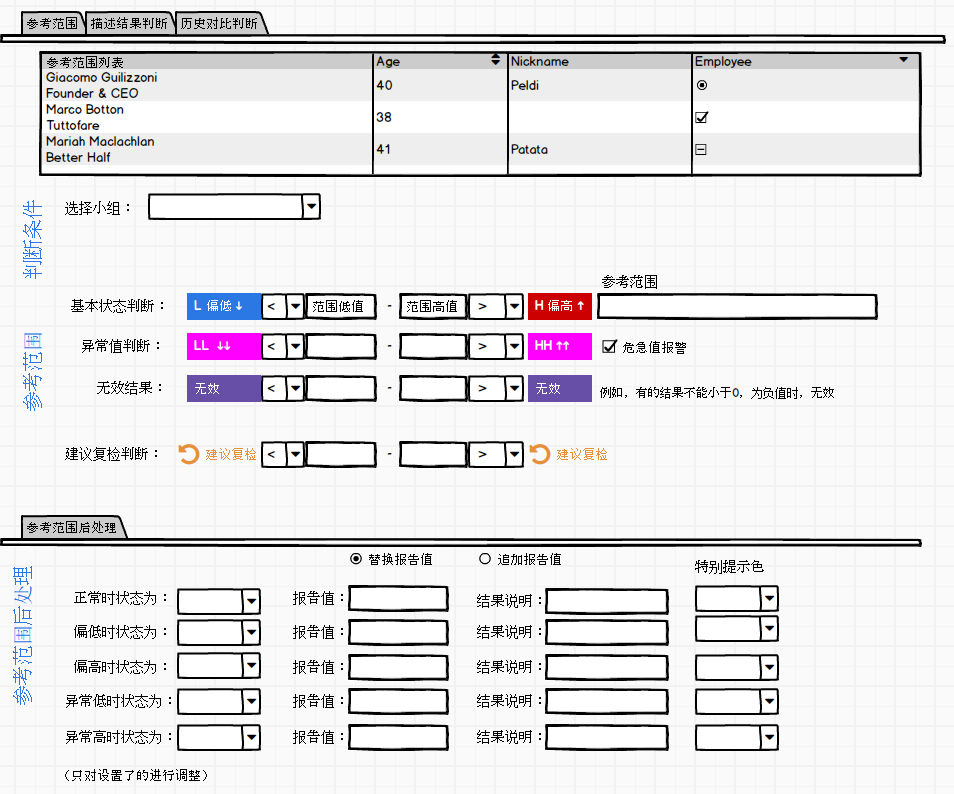 参考范围 描述结果判断 历史对比判断
参考范围列表 Age Nickname Employee
Giacomo Guilizzoni
Founder & CEO
40 Peldi
Marco Botton
Tuttofare
38
Mariah Maclachlan
Better Half
41 Patata
判断条件
选择小组：
参考范围
参考范围
基本状态判断： L 偏低 ↓ < 范围低值 - 范围高值 > H 偏高 ↑
异常值判断： LL ↓↓ < - > HH ↑↑ 危急值报警
无效结果： 无效 < - > 无效 例如，有的结果不能小于0，为负值时，无效
建议复检判断： 建议复检 < - > 建议复检
参考范围后处理
参考范围后处理
替换报告值 追加报告值 特别提示色
正常时状态为： 报告值： 结果说明：
偏低时状态为： 报告值： 结果说明：
偏高时状态为： 报告值： 结果说明：
异常低时状态为： 报告值： 结果说明：
异常高时状态为： 报告值： 结果说明：
（只对设置了的进行调整）